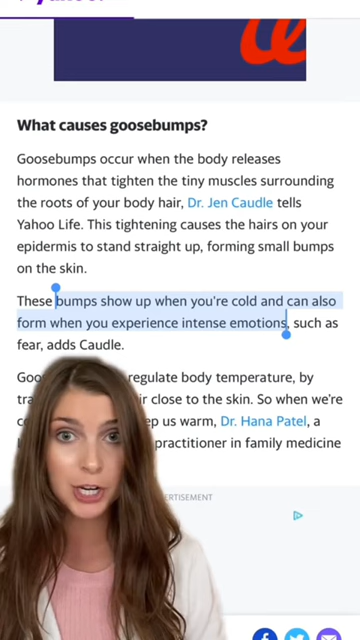 What causes goosebumps?
Goosebumps occur when the body releases
hormones that tighten the tiny muscles surrounding
the roots of your body hair, Dr. Jen Caudle tells
Yahoo Life. This tightening causes the hairs on your
epidermis to stand straight up, forming small bumps
on the skin.
These bumps show up when you're cold and can also
form when you experience intense emotions, such as
fear, adds Caudle.
regulate body temperature, by
close to the skin. So when we're
us warm, Dr. Hana Patel, a
practitioner in family medicine